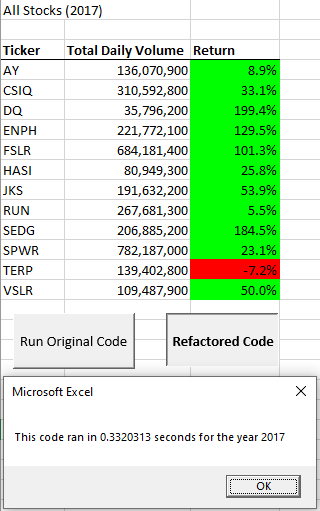 All Stocks (2017)
Ticker Total Daily Volume Return
AY 136,070,900 8.9%
CSIQ 310,592,800 33.1%
DQ 35,796,200 199.4%
ENPH 221,772,100 129.5%
FSLR 684,181,400 101.3%
HASI 80,949,300 25.8%
JKS 191,632,200 53.9%
RUN 267,681,300 5.5%
SEDG 206,885,200 184.5%
SPWR 782,187,000 23.1%
TERP 139,402,800 -7.2%
VSLR 109,487,900 50.0%
Run Original Code Refactored Code
Microsoft Excel
This code ran in 0.3320313 seconds for the year 2017
OK